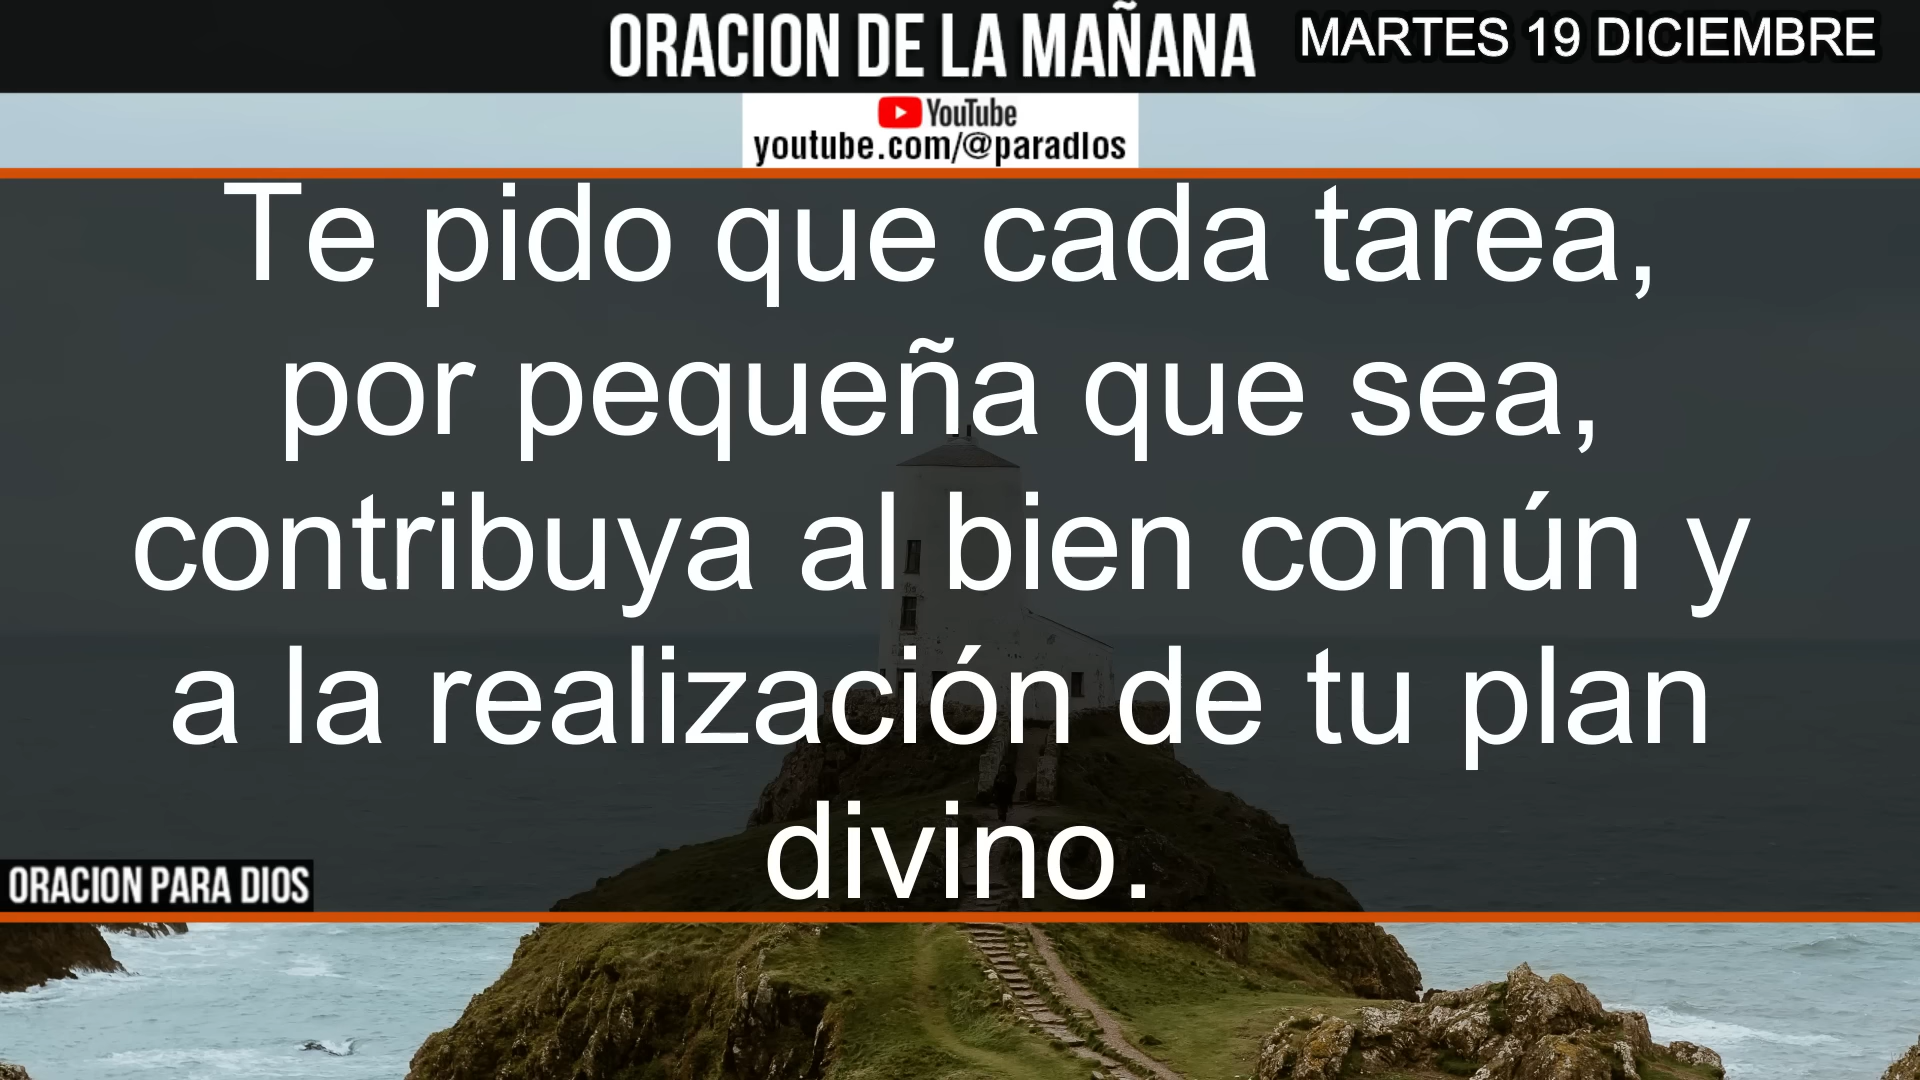 ORACION DE LA MAÑANA
MARTES 19 DICIEMBRE
YouTube
youtube.com/@paradIos
Te pido que cada tarea,
por pequeña que sea,
contribuya al bien común y
a la realización de tu plan
divino.
ORACION PARA DIOS